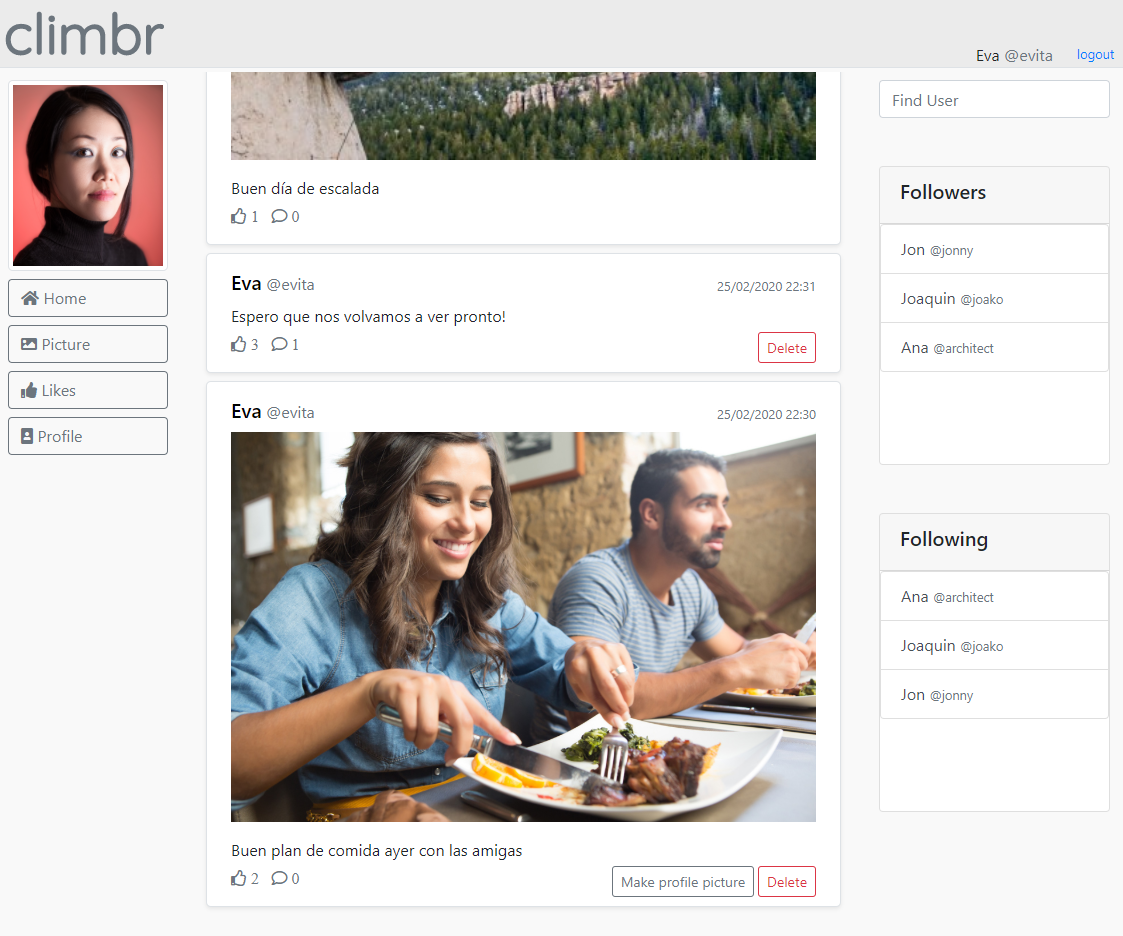 climbr
Eva @evita logout
Home
Picture
Likes
Profile
Buen día de escalada
1 0
Eva @evita 25/02/2020 22:31
Espero que nos volvamos a ver pronto!
3 1
Delete
Eva @evita 25/02/2020 22:30
Buen plan de comida ayer con las amigas
2 0
Make profile picture Delete
Find User
Followers
Jon @jonny
Joaquin @joako
Ana @architect
Following
Ana @architect
Joaquin @joako
Jon @jonny